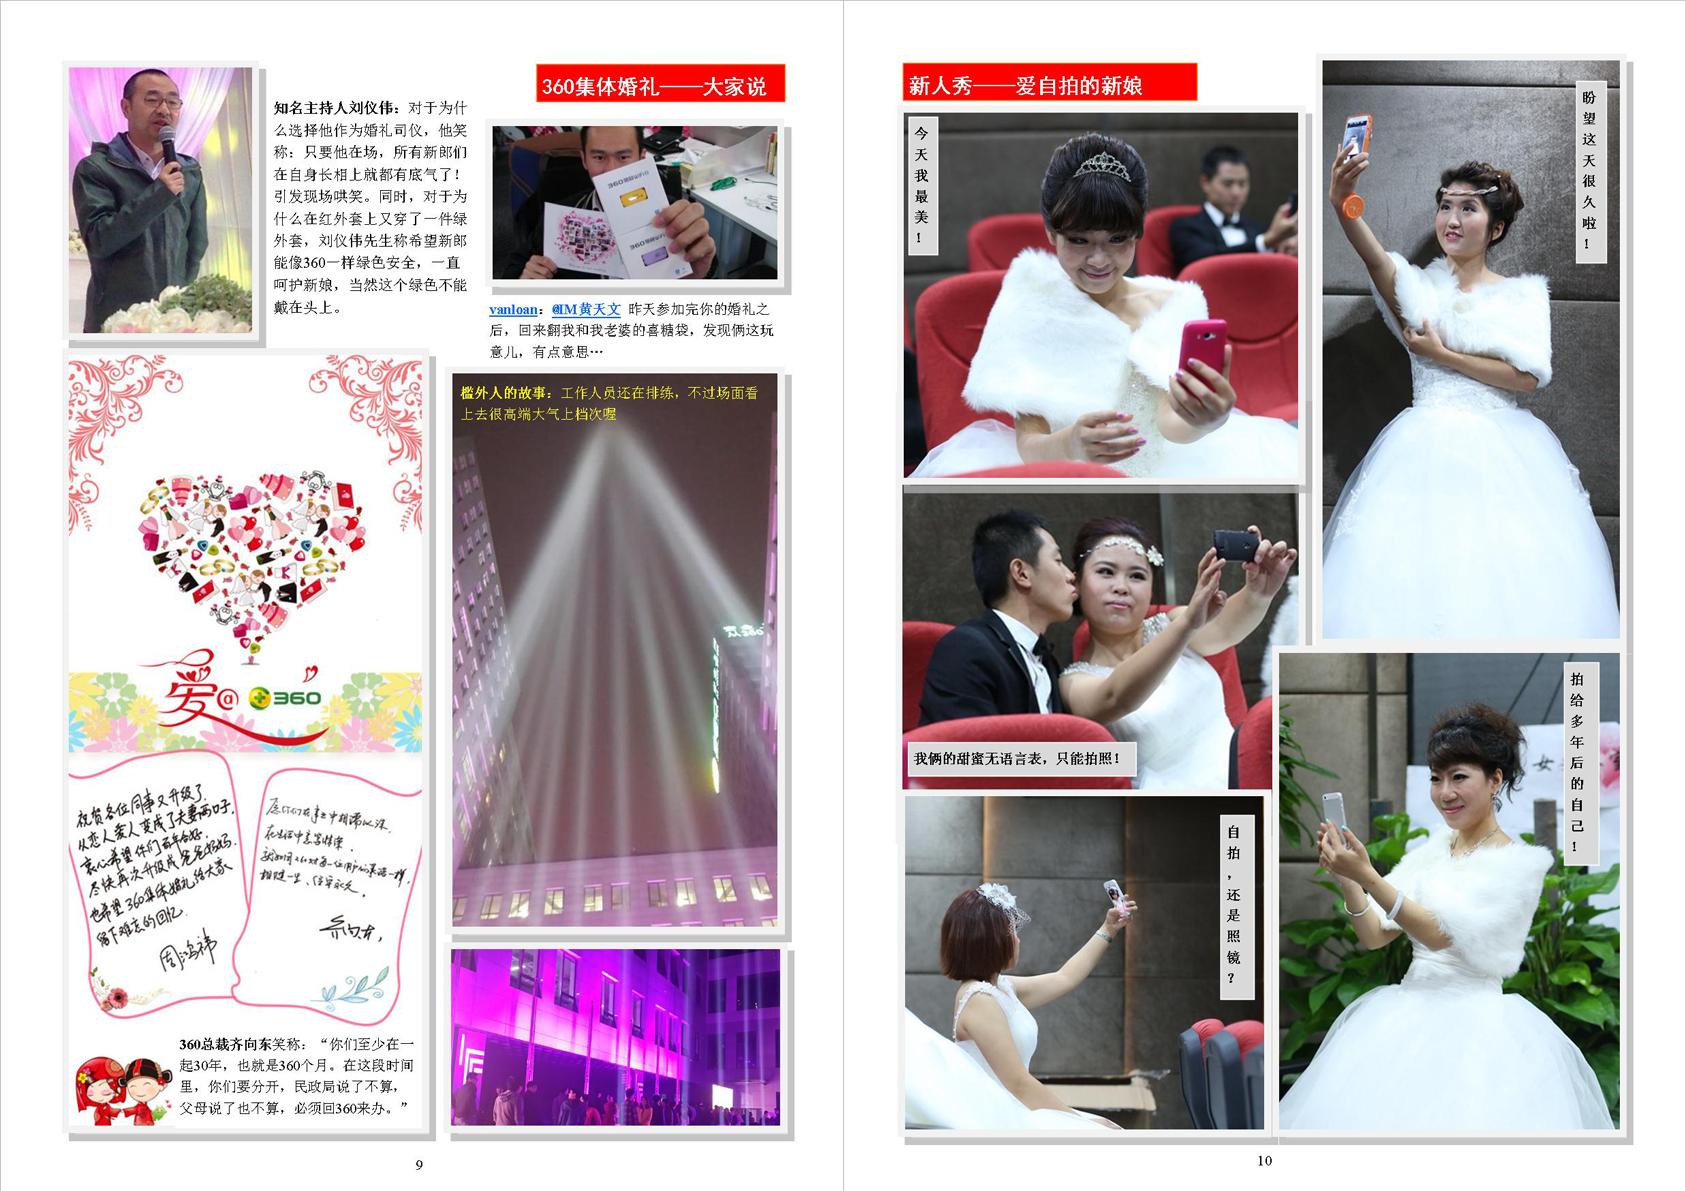 360集体婚礼——大家说
知名主持人刘仪伟：对于为什
么选择他作为婚礼司仪，他笑
称：只要他在场，所有新郎们
在自身长相上就都有底气了！
引发现场哄笑。同时，对于为
什么在红外套上又穿了一件绿
外套，刘仪伟先生称希望新郎
能像360一样绿色安全，一直
呵护新娘，当然这个绿色不能
戴在头上。
vanloan：@IM黄天文 昨天参加完你的婚礼之
后，回来翻我和我老婆的喜糖袋，发现俩这玩
意儿，有点意思…
槛外人的故事：工作人员还在排练，不过场面看
上去很高端大气上档次喔
爱@360
祝贺各位同事又升级了，
从恋人爱人变成了夫妻两口子，
衷心希望你们百年合好，
尽快再次升级成爸爸妈妈，
也希望360集体婚礼给大家
留下难忘的回忆。
周鸿祎
360总裁齐向东笑称：“你们至少在一
起30年，也就是360个月。在这段时间
里，你们要分开，民政局说了不算，
父母说了也不算，必须回360来办。”
9
新人秀——爱自拍的新娘
今天我最美！
盼望这天很久啦！
我俩的甜蜜无语言表，只能拍照！
自拍，还是照镜？
拍给多年后的自己！
10